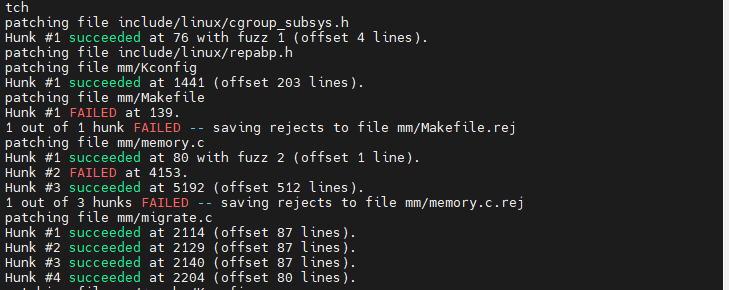 tch
patching file include/linux/cgroup_subsys.h
Hunk #1 succeeded at 76 with fuzz 1 (offset 4 lines).
patching file include/linux/repabp.h
patching file mm/Kconfig
Hunk #1 succeeded at 1441 (offset 203 lines).
patching file mm/Makefile
Hunk #1 FAILED at 139.
1 out of 1 hunk FAILED -- saving rejects to file mm/Makefile.rej
patching file mm/memory.c
Hunk #1 succeeded at 80 with fuzz 2 (offset 1 line).
Hunk #2 FAILED at 4153.
Hunk #3 succeeded at 5192 (offset 512 lines).
1 out of 3 hunks FAILED -- saving rejects to file mm/memory.c.rej
patching file mm/migrate.c
Hunk #1 succeeded at 2114 (offset 87 lines).
Hunk #2 succeeded at 2129 (offset 87 lines).
Hunk #3 succeeded at 2140 (offset 87 lines).
Hunk #4 succeeded at 2204 (offset 80 lines).